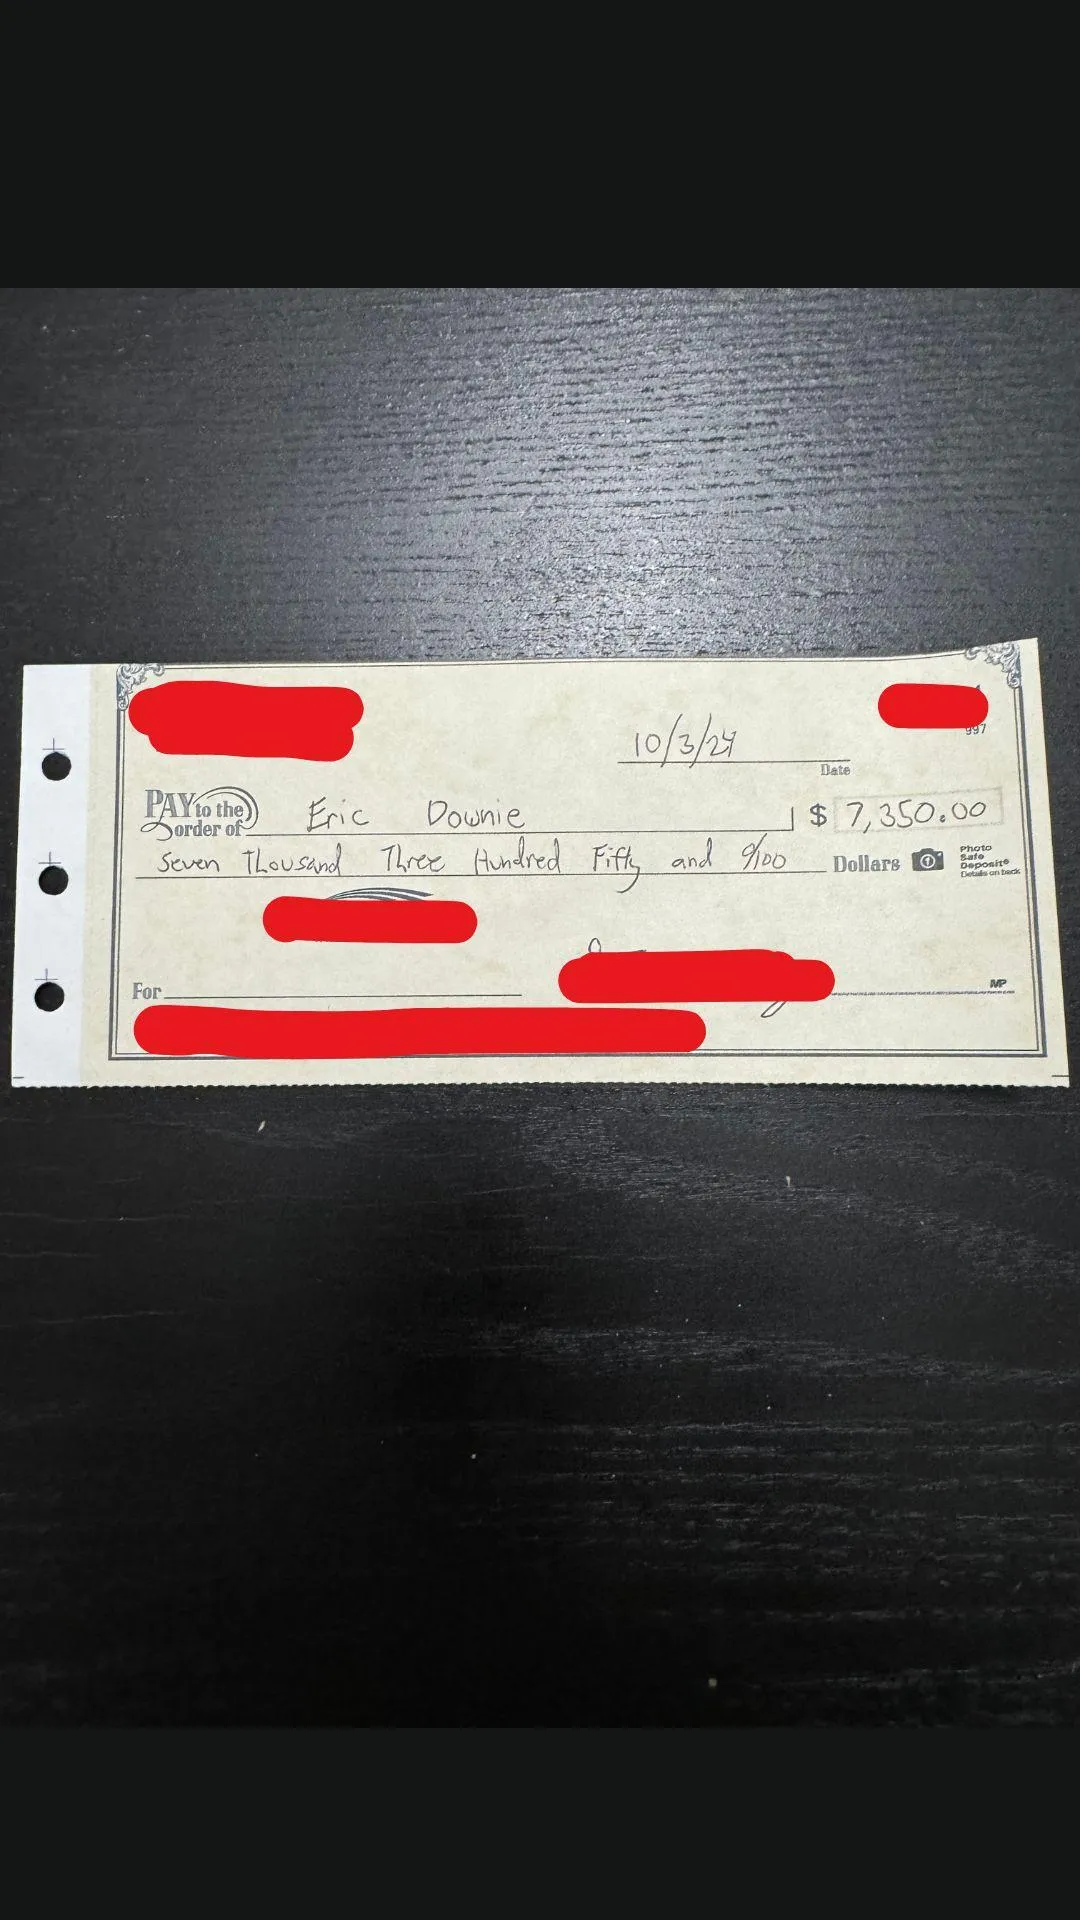 997
10/3/24
Date
PAY to the order of Eric Downie $ 7,350.00
Seven Thousand Three Hundred Fifty and 0/100 Dollars
Photo
Safe
Deposit®
Details on back
For
MP